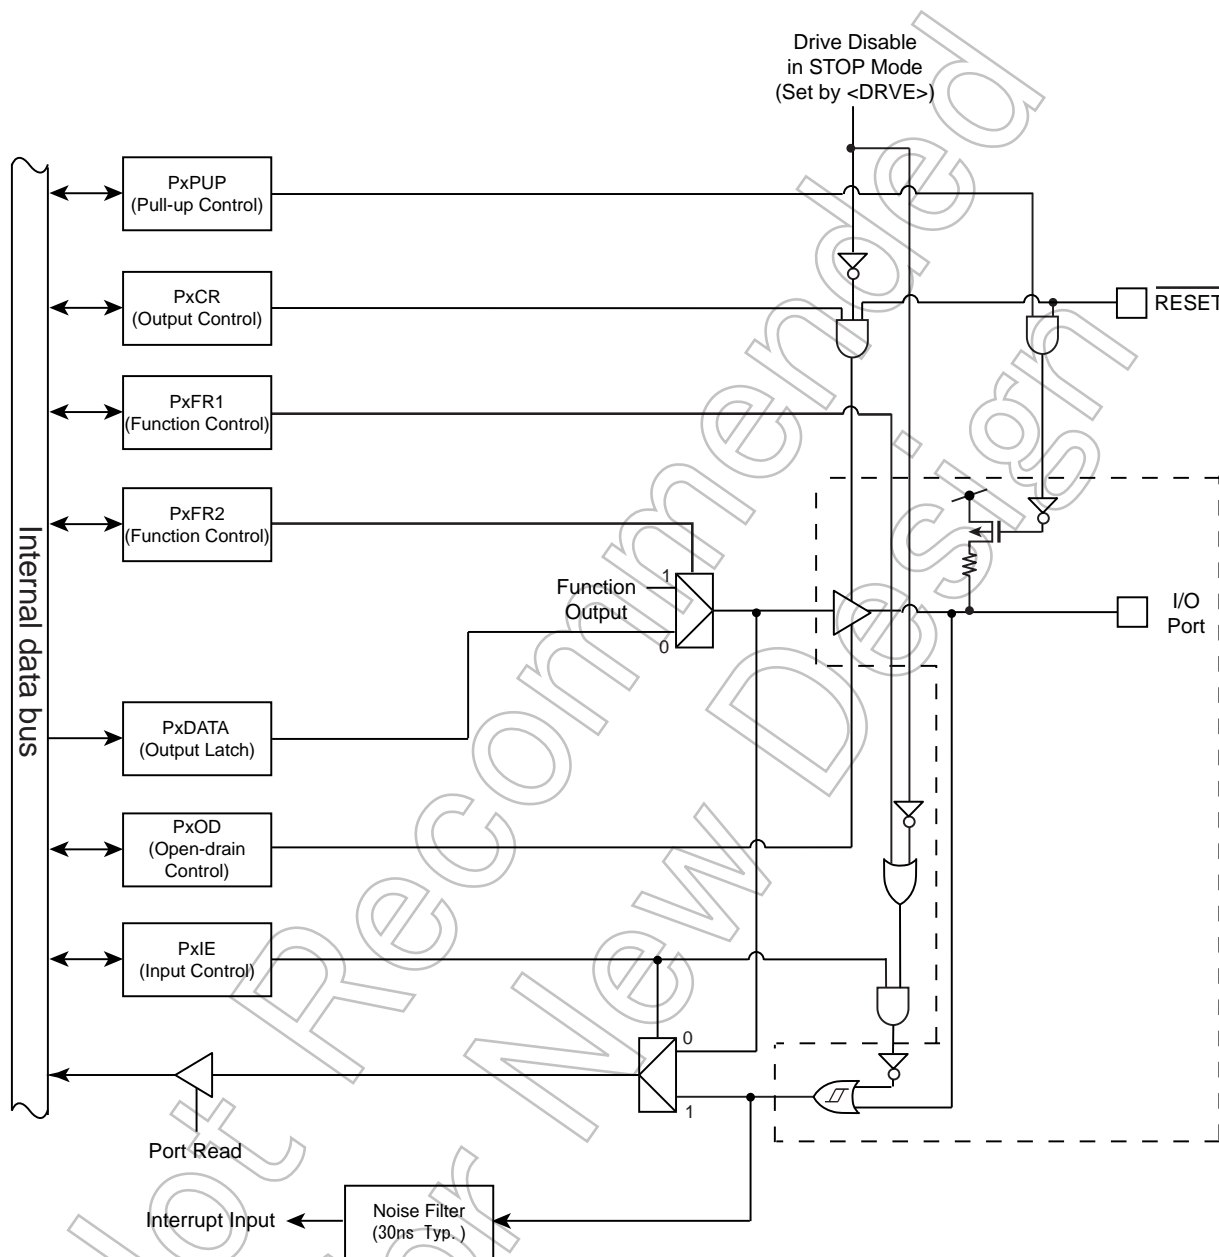 Drive Disable
in STOP Mode
(Set by <DRVE>)
PxPUP
(Pull-up Control)
PxCR
(Output Control)
RESET
PxFR1
(Function Control)
PxFR2
(Function Control)
Internal data bus
1
Function
Output
0
I/O
Port
PxDATA
(Output Latch)
PxOD
(Open-drain
Control)
PxIE
(Input Control)
0
1
Port Read
Interrupt Input
Noise Filter
(30ns Typ.)
Not Recommended
for New Design